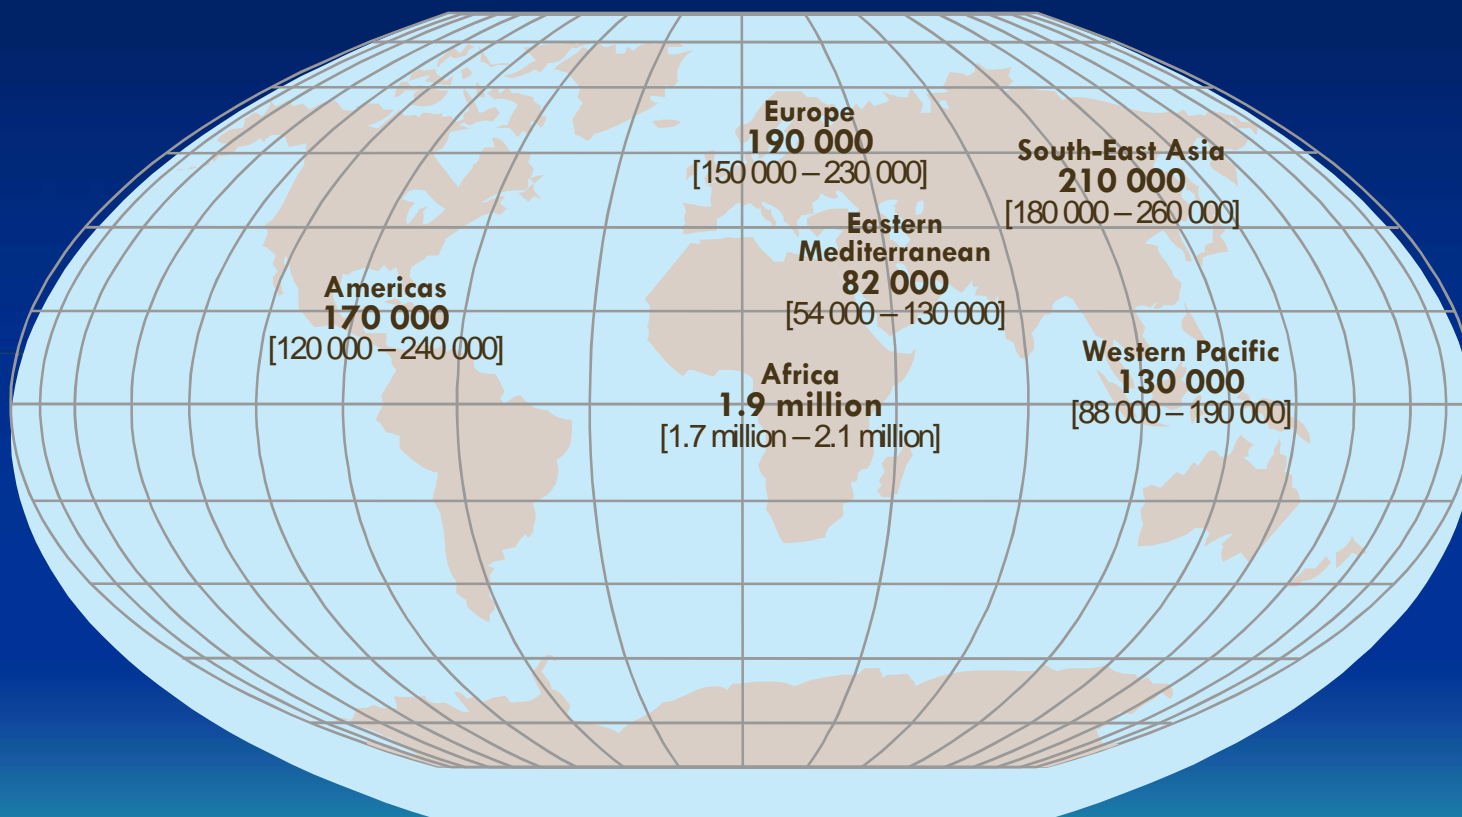 Europe
190 000
[150 000 – 230 000]
South-East Asia
210 000
[180 000 – 260 000]
Eastern
Mediterranean
82 000
[54 000 – 130 000]
Americas
170 000
[120 000 – 240 000]
Western Pacific
130 000
[88 000 – 190 000]
Africa
1.9 million
[1.7 million – 2.1 million]